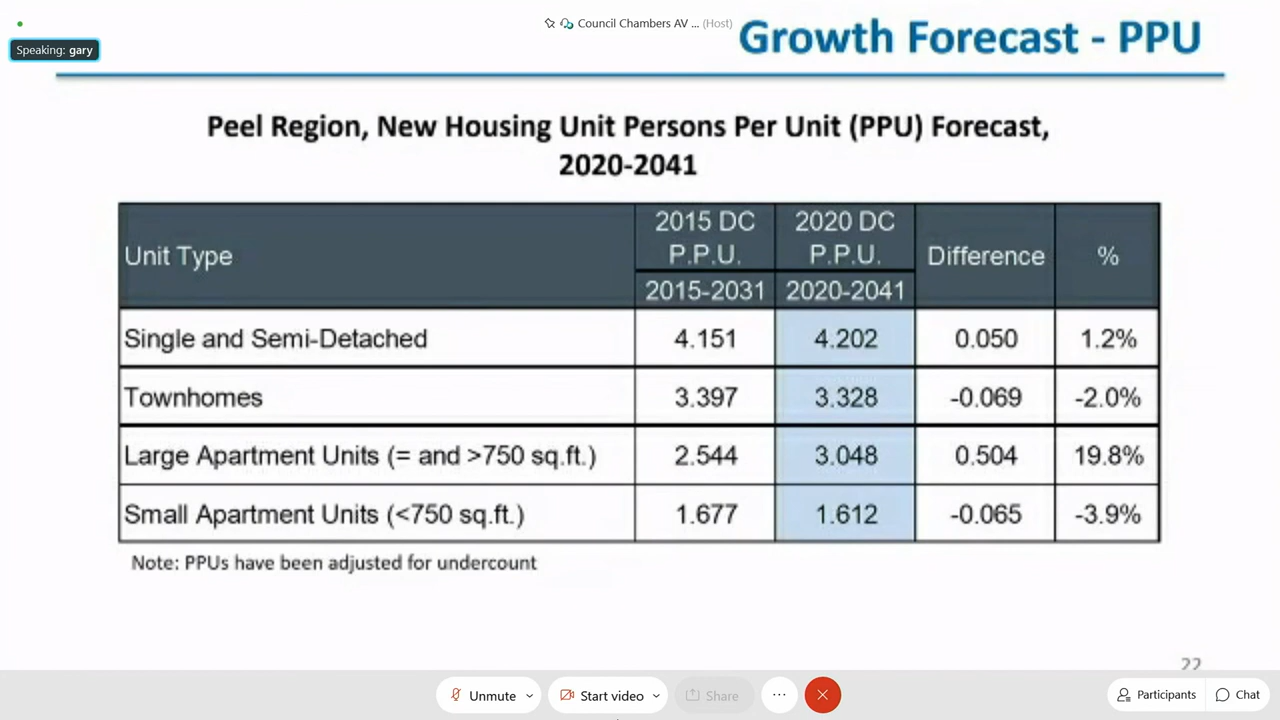 Speaking: gary
Council Chambers AV ... (Host)
Growth Forecast - PPU
Peel Region, New Housing Unit Persons Per Unit (PPU) Forecast,
2020-2041
Unit Type 2015 DC P.P.U. 2015-2031 2020 DC P.P.U. 2020-2041 Difference %
Single and Semi-Detached 4.151 4.202 0.050 1.2%
Townhomes 3.397 3.328 -0.069 -2.0%
Large Apartment Units (= and >750 sq.ft.) 2.544 3.048 0.504 19.8%
Small Apartment Units (<750 sq.ft.) 1.677 1.612 -0.065 -3.9%
Note: PPUs have been adjusted for undercount
22
Unmute Start video Share ... Participants Chat